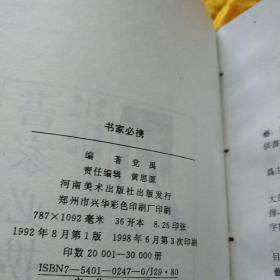 书家必携
编 著 党 禹
责任编辑 黄思源
河南美术出版社出版发行
郑州市兴华彩色印刷厂印刷
787×1092毫米 36开本 8.25印张
1992年8月第1版 1998年6月第3次印刷
印数 20 001—30 000册
ISBN7—5401—0247—0/J29·80